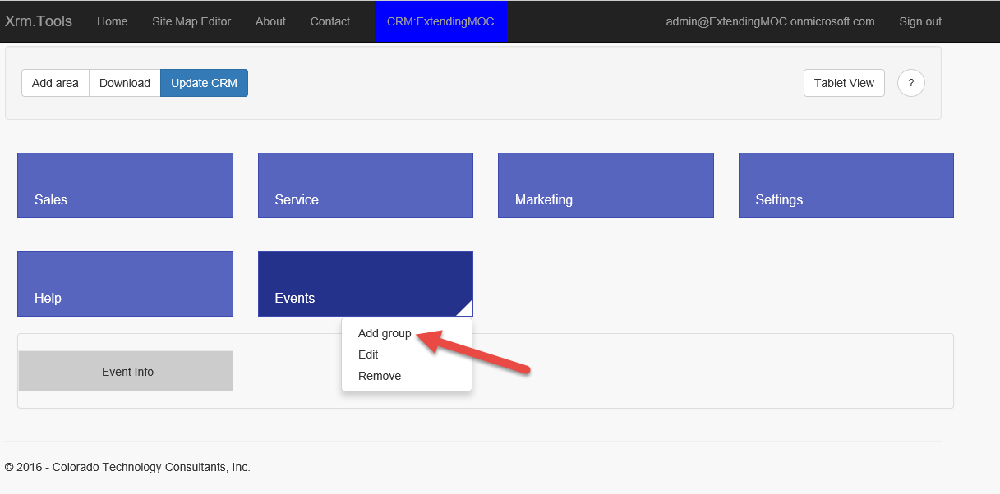 Xrm.Tools Home Site Map Editor About Contact CRM:ExtendingMOC admin@ExtendingMOC.onmicrosoft.com Sign out
Add area Download Update CRM Tablet View ?
Sales Service Marketing Settings
Help Events
Add group
Edit
Remove
Event Info
© 2016 - Colorado Technology Consultants, Inc.